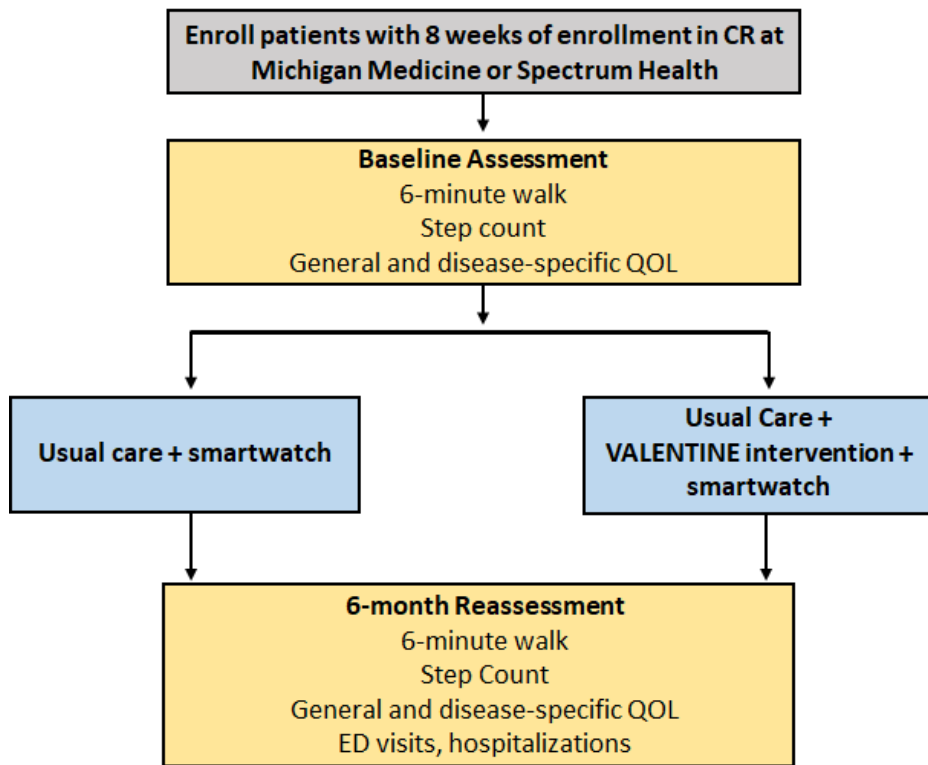 Enroll patients with 8 weeks of enrollment in CR at
Michigan Medicine or Spectrum Health
Baseline Assessment
6-minute walk
Step count
General and disease-specific QOL
Usual care + smartwatch
Usual Care +
VALENTINE intervention +
smartwatch
6-month Reassessment
6-minute walk
Step Count
General and disease-specific QOL
ED visits, hospitalizations